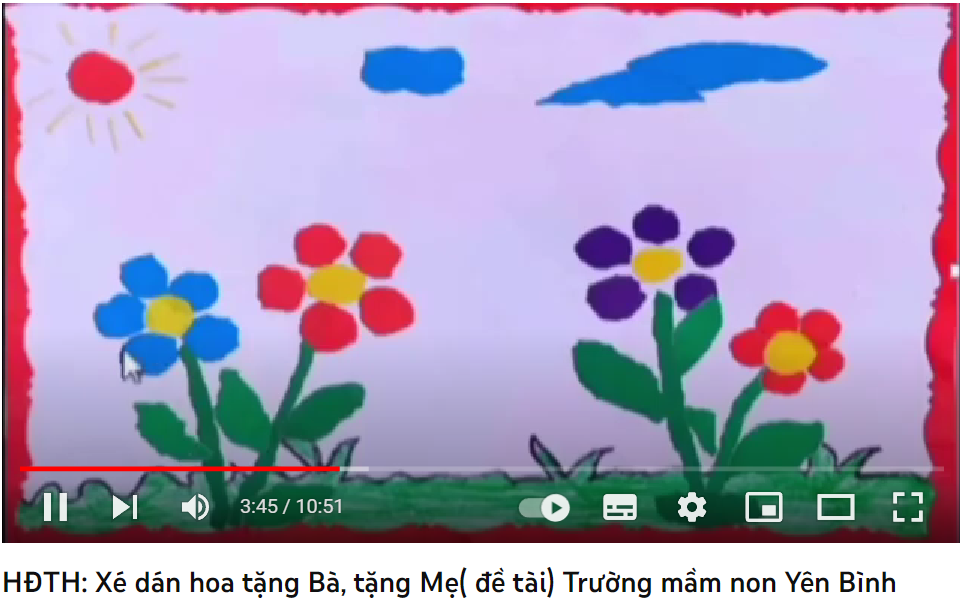 3:45 / 10:51
HĐTH: Xé dán hoa tặng Bà, tặng Mẹ( đề tài) Trường mầm non Yên Bình